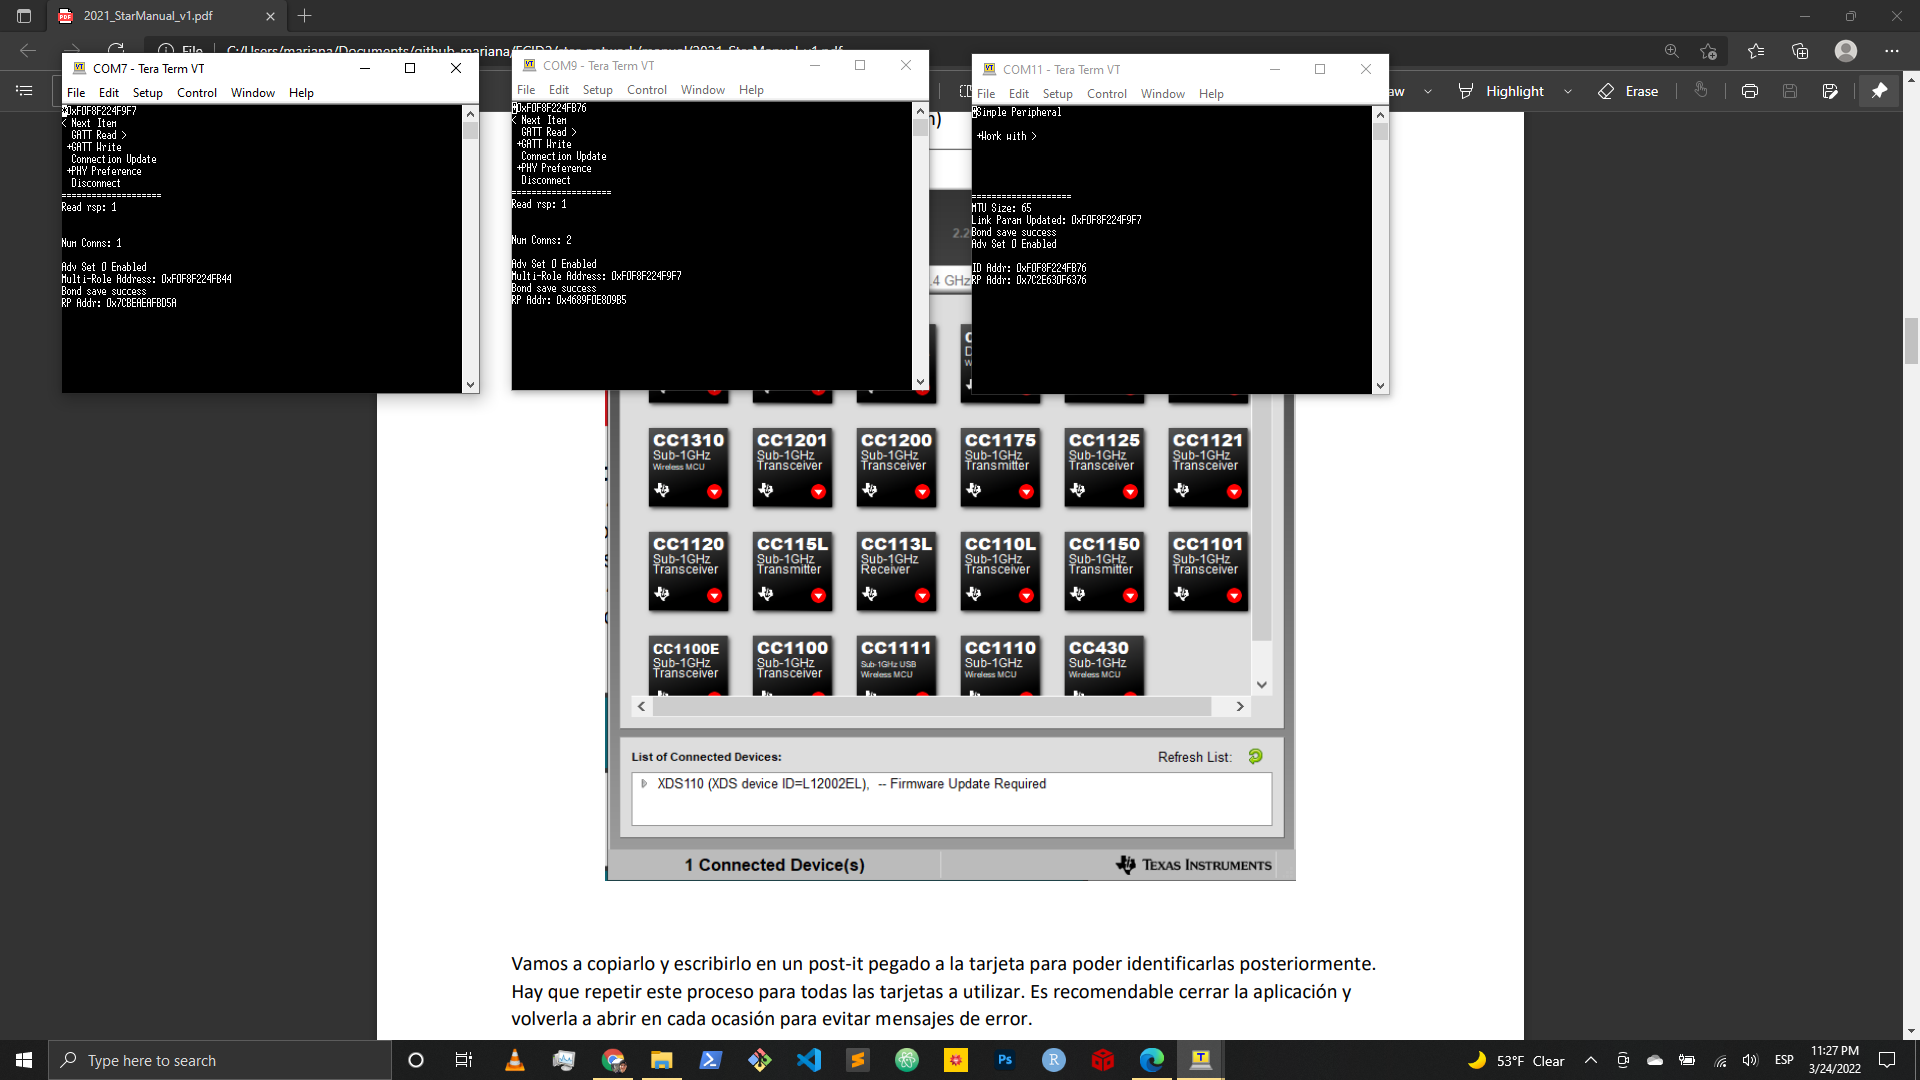 2021_StarManual_v1.pdf
File
C:/Users/mariana/Documents/github-mariana/
Highlight
Erase
COM7 - Tera Term VT
File Edit Setup Control Window Help
0xF0F8F224F9F7
< Next Item
GATT Read >
+GATT Write
Connection Update
+PHY Preference
Disconnect
====================
Read rsp: 1
Num Conns: 1
Adv Set 0 Enabled
Multi-Role Address: 0xF0F8F224FB44
Bond save success
RP Addr: 0x7CBEAEAFBD5A
COM9 - Tera Term VT
File Edit Setup Control Window Help
0xF0F8F224FB76
< Next Item
GATT Read >
+GATT Write
Connection Update
+PHY Preference
Disconnect
====================
Read rsp: 1
Num Conns: 2
Adv Set 0 Enabled
Multi-Role Address: 0xF0F8F224F9F7
Bond save success
RP Addr: 0x4689F0E809B5
COM11 - Tera Term VT
File Edit Setup Control Window Help
Simple Peripheral
+Work with >
====================
MTU Size: 65
Link Param Updated: 0xF0F8F224F9F7
Bond save success
Adv Set 0 Enabled
ID Addr: 0xF0F8F224FB76
RP Addr: 0x7C2E630F6376
CC1310 Sub-1GHz Wireless MCU
CC1201 Sub-1GHz Transceiver
CC1200 Sub-1GHz Transceiver
CC1175 Sub-1GHz Transmitter
CC1125 Sub-1GHz Transceiver
CC1121 Sub-1GHz Transceiver
CC1120 Sub-1GHz Transceiver
CC115L Sub-1GHz Transmitter
CC113L Sub-1GHz Receiver
CC110L Sub-1GHz Transceiver
CC1150 Sub-1GHz Transmitter
CC1101 Sub-1GHz Transceiver
CC1100E Sub-1GHz Transceiver
CC1100 Sub-1GHz Transceiver
CC1111 Sub-1GHz USB Wireless MCU
CC1110 Sub-1GHz Wireless MCU
CC430 Sub-1GHz Wireless MCU
List of Connected Devices:
Refresh List:
XDS110 (XDS device ID=L12002EL), -- Firmware Update Required
1 Connected Device(s)
TEXAS INSTRUMENTS
Vamos a copiarlo y escribirlo en un post-it pegado a la tarjeta para poder identificarlas posteriormente.
Hay que repetir este proceso para todas las tarjetas a utilizar. Es recomendable cerrar la aplicación y
volverla a abrir en cada ocasión para evitar mensajes de error.
Type here to search
53°F Clear
ESP
11:27 PM
3/24/2022